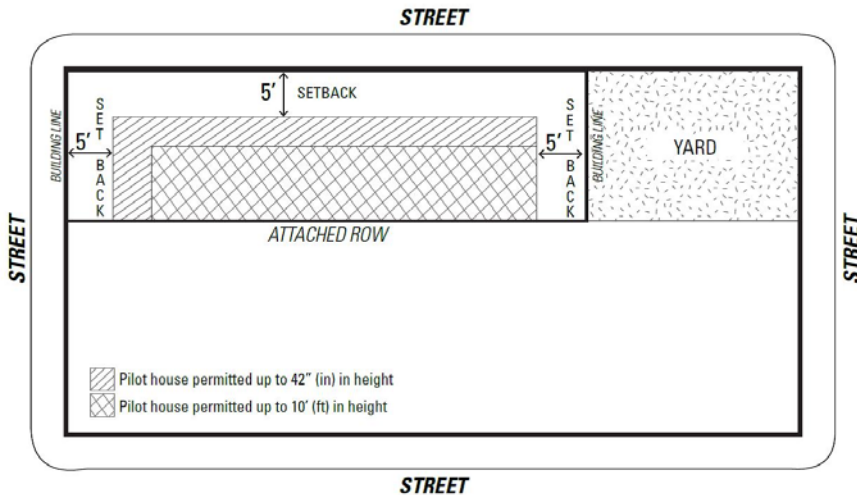 STREET
5' SETBACK
BUILDING LINE
SET BACK
5'
5'
SET BACK
BUILDING LINE
YARD
STREET
STREET
ATTACHED ROW
Pilot house permitted up to 42" (in) in height
Pilot house permitted up to 10' (ft) in height
STREET